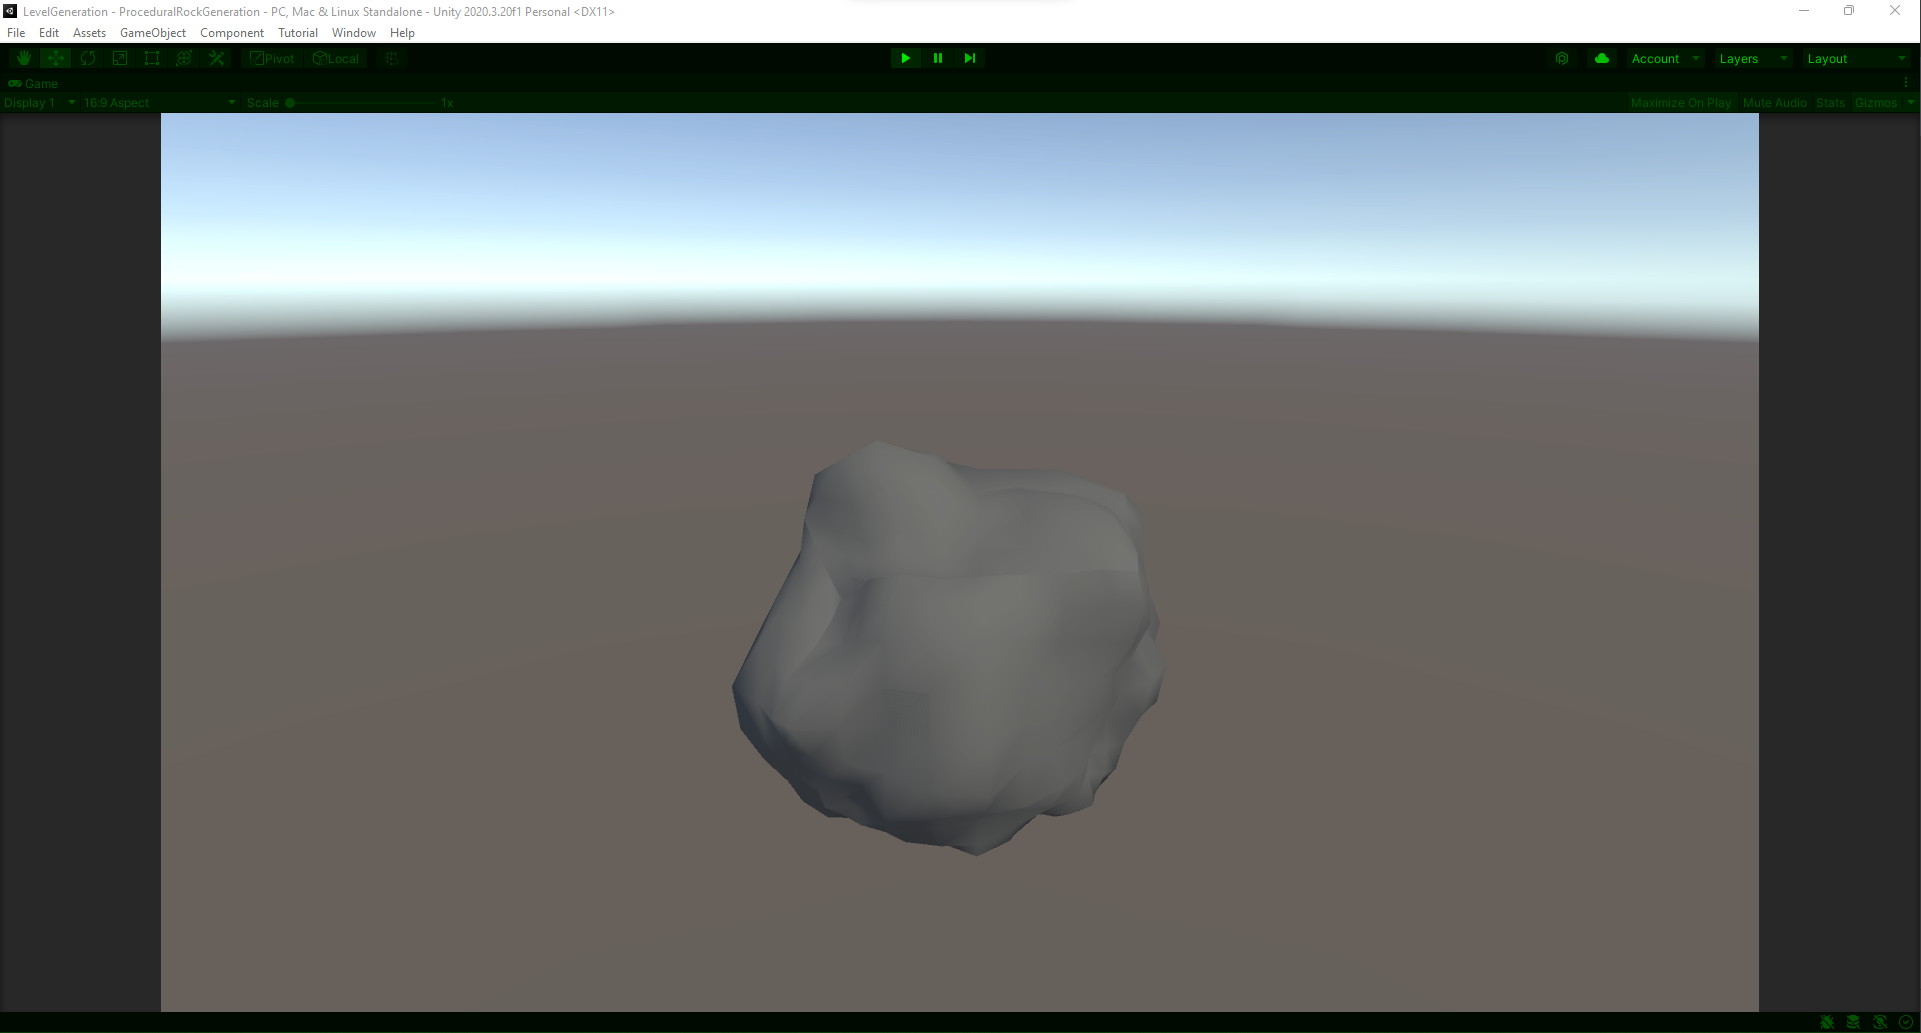 LevelGeneration - ProceduralRockGeneration - PC, Mac & Linux Standalone - Unity 2020.3.20f1 Personal <DX11>
File Edit Assets GameObject Component Tutorial Window Help
Pivot Local Account Layers Layout
Game
Display 1 16:9 Aspect Scale 1x Maximize On Play Mute Audio Stats Gizmos